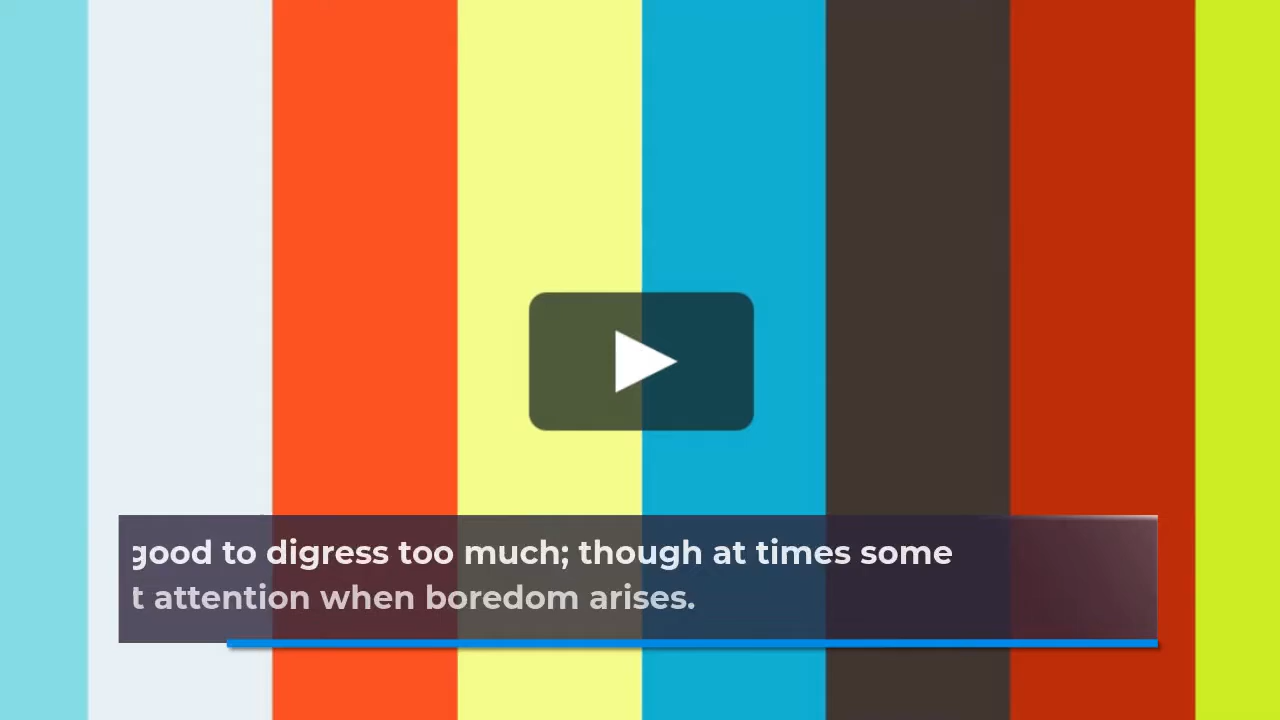 good to digress too much; though at times some
t attention when boredom arises.